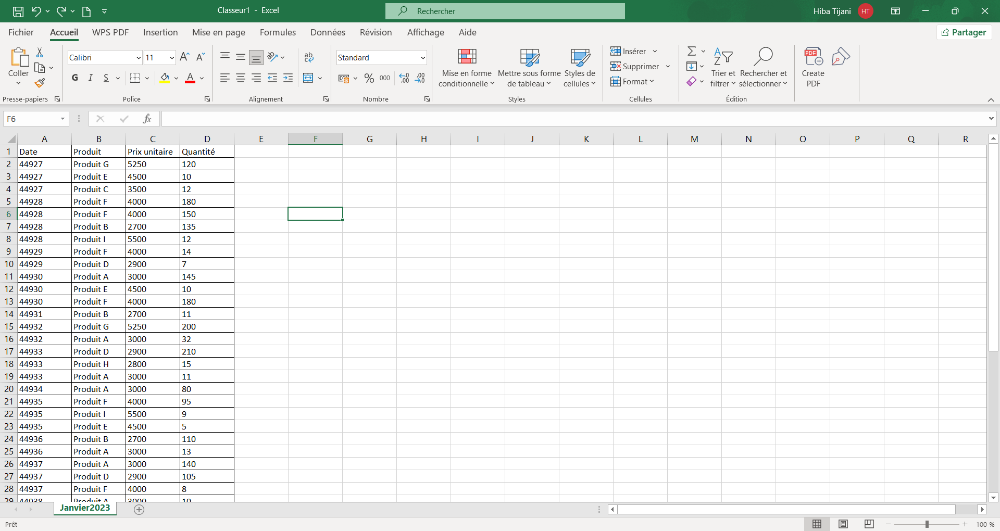 Classeur1 - Excel
Rechercher
Hiba Tijani HT
Fichier Accueil WPS PDF Insertion Mise en page Formules Données Révision Affichage Aide
Partager
Coller
Presse-papiers
Calibri 11
G I S
Police
ab
Alignement
Standard
% 000 ,00 ,00
Nombre
Mise en forme conditionnelle
Mettre sous forme de tableau
Styles de cellules
Styles
Insérer
Supprimer
Format
Cellules
Trier et filtrer
Rechercher et sélectionner
Édition
PDF
Create PDF
F6
fx
A B C D E F G H I J K L M N O P Q R
1 Date Produit Prix unitaire Quantité
2 44927 Produit G 5250 120
3 44927 Produit E 4500 10
4 44927 Produit C 3500 12
5 44928 Produit F 4000 180
6 44928 Produit F 4000 150
7 44928 Produit B 2700 135
8 44928 Produit I 5500 12
9 44929 Produit F 4000 14
10 44929 Produit D 2900 7
11 44930 Produit A 3000 145
12 44930 Produit E 4500 10
13 44930 Produit F 4000 180
14 44931 Produit B 2700 11
15 44932 Produit G 5250 200
16 44932 Produit A 3000 32
17 44933 Produit D 2900 210
18 44933 Produit H 2800 15
19 44933 Produit A 3000 11
20 44934 Produit A 3000 80
21 44935 Produit F 4000 95
22 44935 Produit I 5500 9
23 44935 Produit E 4500 5
24 44936 Produit B 2700 110
25 44936 Produit A 3000 13
26 44937 Produit A 3000 140
27 44937 Produit D 2900 105
28 44937 Produit F 4000 8
29 44938 Produit A 3000 10
Janvier2023
Prêt
100 %